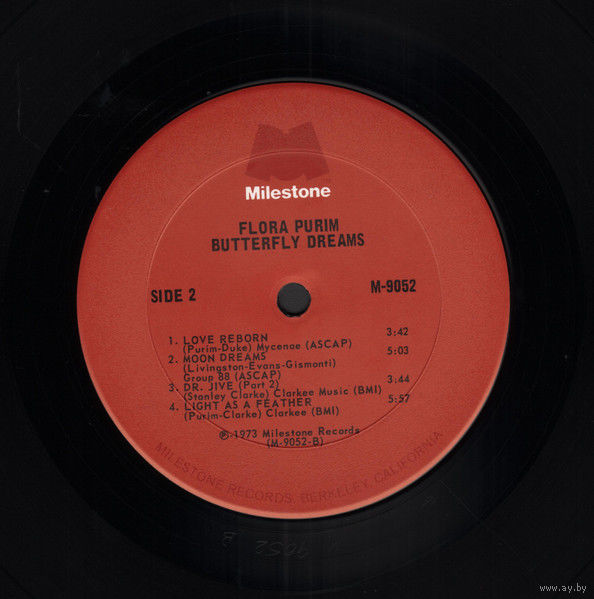 Milestone
FLORA PURIM
BUTTERFLY DREAMS
SIDE 2
M-9052
1. LOVE REBORN 3:42
(Purim-Duke) Mycenae (ASCAP)
2. MOON DREAMS 5:03
(Livingston-Evans-Gismonti)
Group 88 (ASCAP)
3. DR. JIVE (Part 2) 3:44
(Stanley Clarke) Clarkee Music (BMI)
4. LIGHT AS A FEATHER 5:57
(Purim-Clarke) Clarkee (BMI)
℗ 1973 Milestone Records
(M-9052-B)
MILESTONE RECORDS, BERKELEY, CALIFORNIA
9052 B
www.ay.by